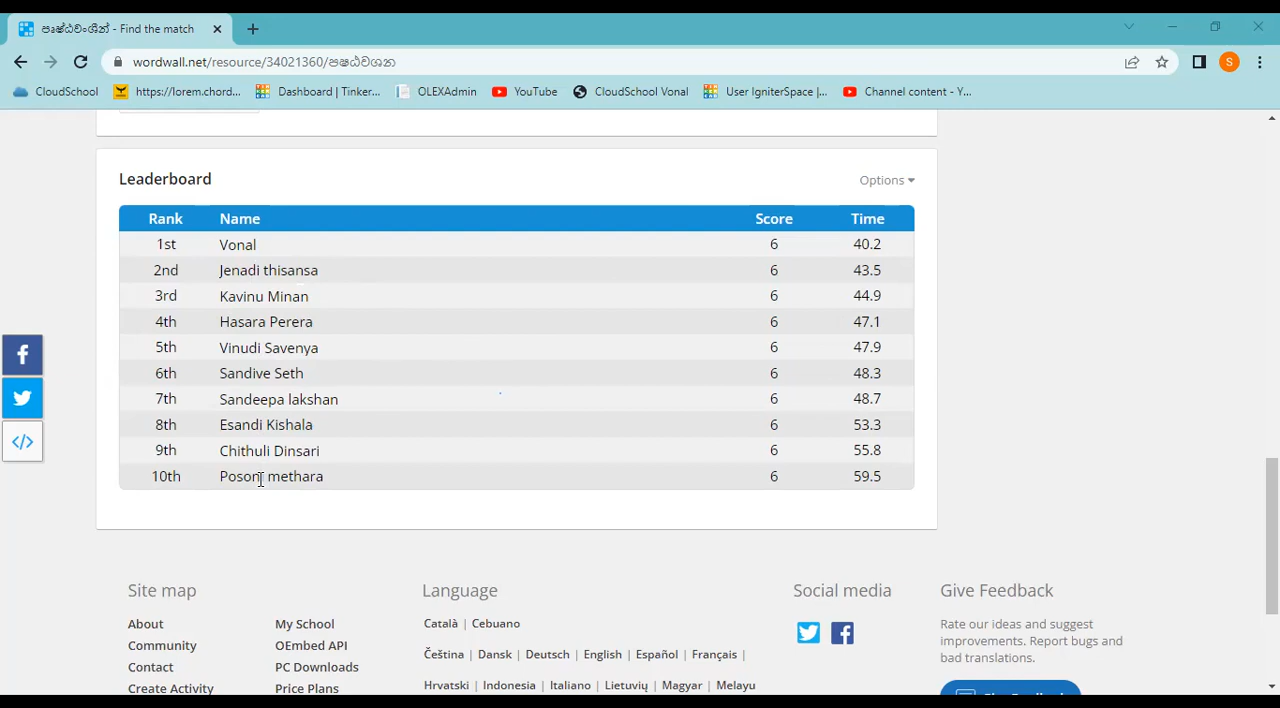 පෘෂ්ඨවංශීන් - Find the match
wordwall.net/resource/34021360/පෂඨවශන
CloudSchool https://lorem.chord... Dashboard | Tinker... OLEXAdmin YouTube CloudSchool Vonal User IgniterSpace |... Channel content - Y...
S
Leaderboard
Options
Rank Name Score Time
1st Vonal 6 40.2
2nd Jenadi thisansa 6 43.5
3rd Kavinu Minan 6 44.9
4th Hasara Perera 6 47.1
5th Vinudi Savenya 6 47.9
6th Sandive Seth 6 48.3
7th Sandeepa lakshan 6 48.7
8th Esandi Kishala 6 53.3
9th Chithuli Dinsari 6 55.8
10th Poson methara 6 59.5
Site map
About
Community
Contact
Create Activity
My School
OEmbed API
PC Downloads
Price Plans
Language
Català | Cebuano
Čeština | Dansk | Deutsch | English | Español | Français |
Hrvatski | Indonesia | Italiano | Lietuvių | Magyar | Melayu
Social media
Give Feedback
Rate our ideas and suggest
improvements. Report bugs and
bad translations.